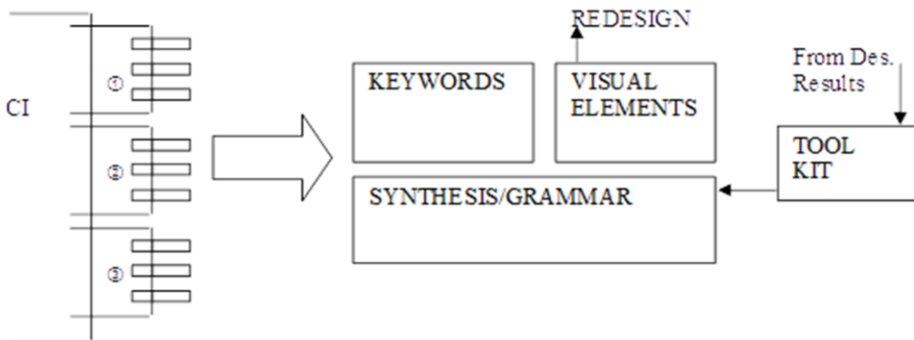 REDESIGN
From Des.
Results
KEYWORDS
VISUAL
ELEMENTS
CI
①
TOOL
KIT
②
SYNTHESIS/GRAMMAR
③